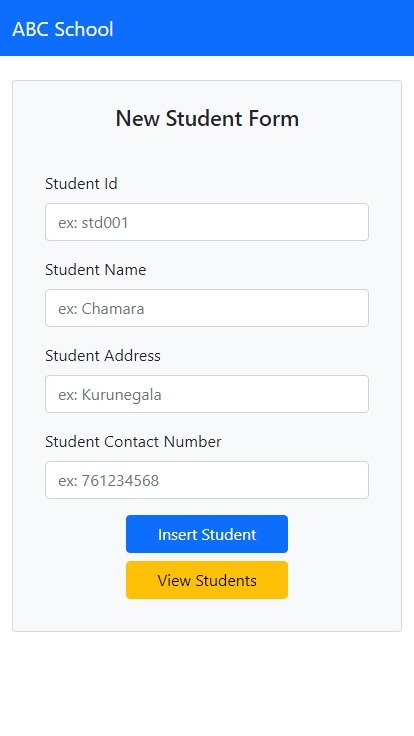 ABC School
New Student Form
Student Id
ex: std001
Student Name
ex: Chamara
Student Address
ex: Kurunegala
Student Contact Number
ex: 761234568
Insert Student
View Students